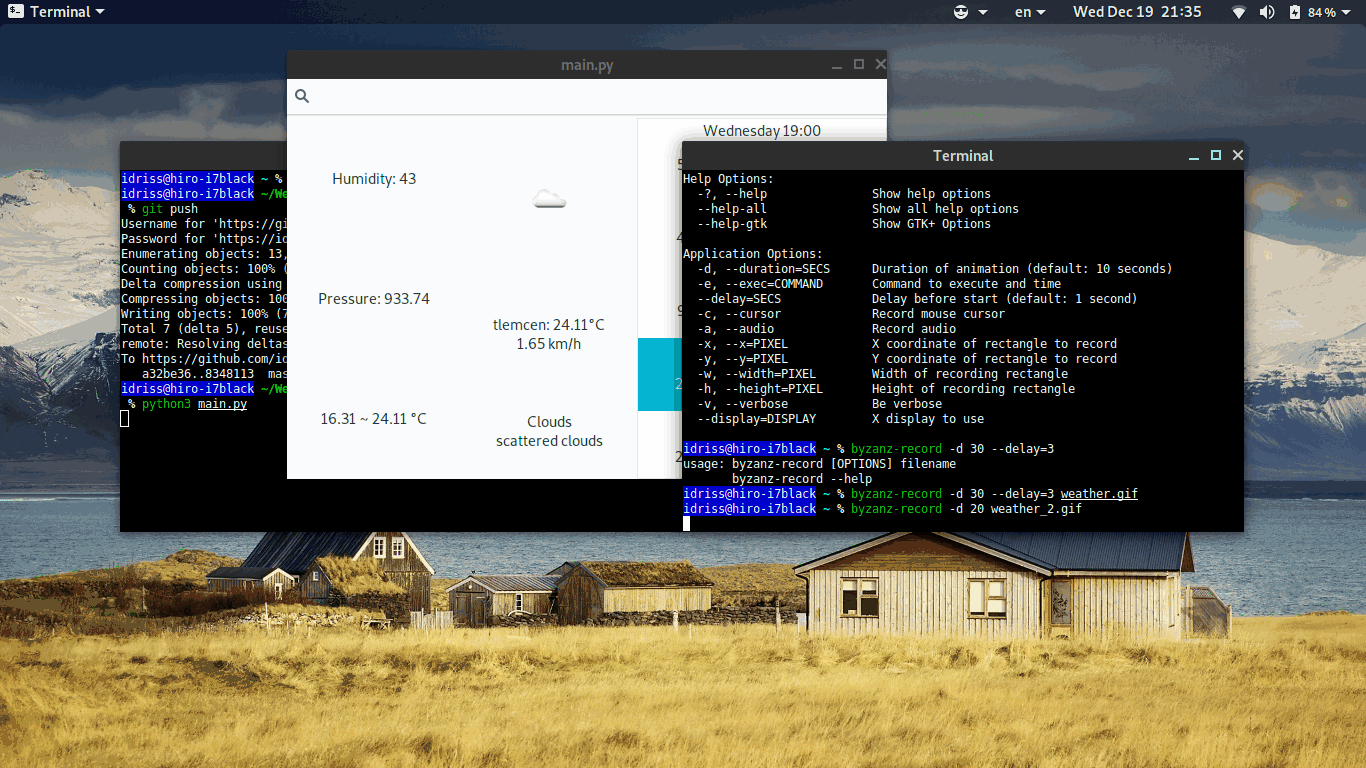 Terminal
en
Wed Dec 19 21:35
84 %
main.py
Humidity: 43
Pressure: 933.74
tlemcen: 24.11°C
1.65 km/h
16.31 ~ 24.11 °C
Clouds
scattered clouds
Wednesday 19:00
idriss@hiro-i7black ~ %
idriss@hiro-i7black ~/We
% git push
Username for 'https://gi
Password for 'https://id
Enumerating objects: 13,
Counting objects: 100% (
Delta compression using
Compressing objects: 100
Writing objects: 100% (7
Total 7 (delta 5), reuse
remote: Resolving deltas
To https://github.com/id
a32be36..8348113 mas
idriss@hiro-i7black ~/We
% python3 main.py
Terminal
Help Options:
-?, --help Show help options
--help-all Show all help options
--help-gtk Show GTK+ Options
Application Options:
-d, --duration=SECS Duration of animation (default: 10 seconds)
-e, --exec=COMMAND Command to execute and time
--delay=SECS Delay before start (default: 1 second)
-c, --cursor Record mouse cursor
-a, --audio Record audio
-x, --x=PIXEL X coordinate of rectangle to record
-y, --y=PIXEL Y coordinate of rectangle to record
-w, --width=PIXEL Width of recording rectangle
-h, --height=PIXEL Height of recording rectangle
-v, --verbose Be verbose
--display=DISPLAY X display to use
idriss@hiro-i7black ~ % byzanz-record -d 30 --delay=3
usage: byzanz-record [OPTIONS] filename
byzanz-record --help
idriss@hiro-i7black ~ % byzanz-record -d 30 --delay=3 weather.gif
idriss@hiro-i7black ~ % byzanz-record -d 20 weather_2.gif